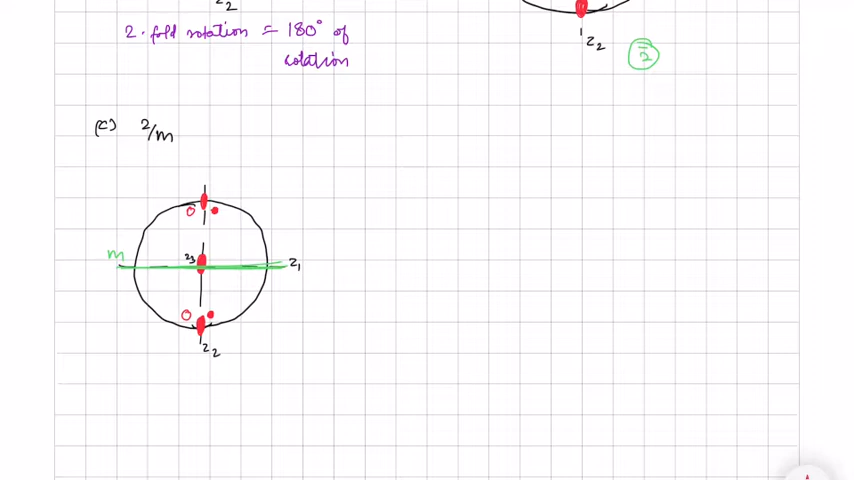 Z2
2-fold rotation = 180° of
rotation
Z2
2̅
(c) 2/m
m
Z3
Z1
Z2